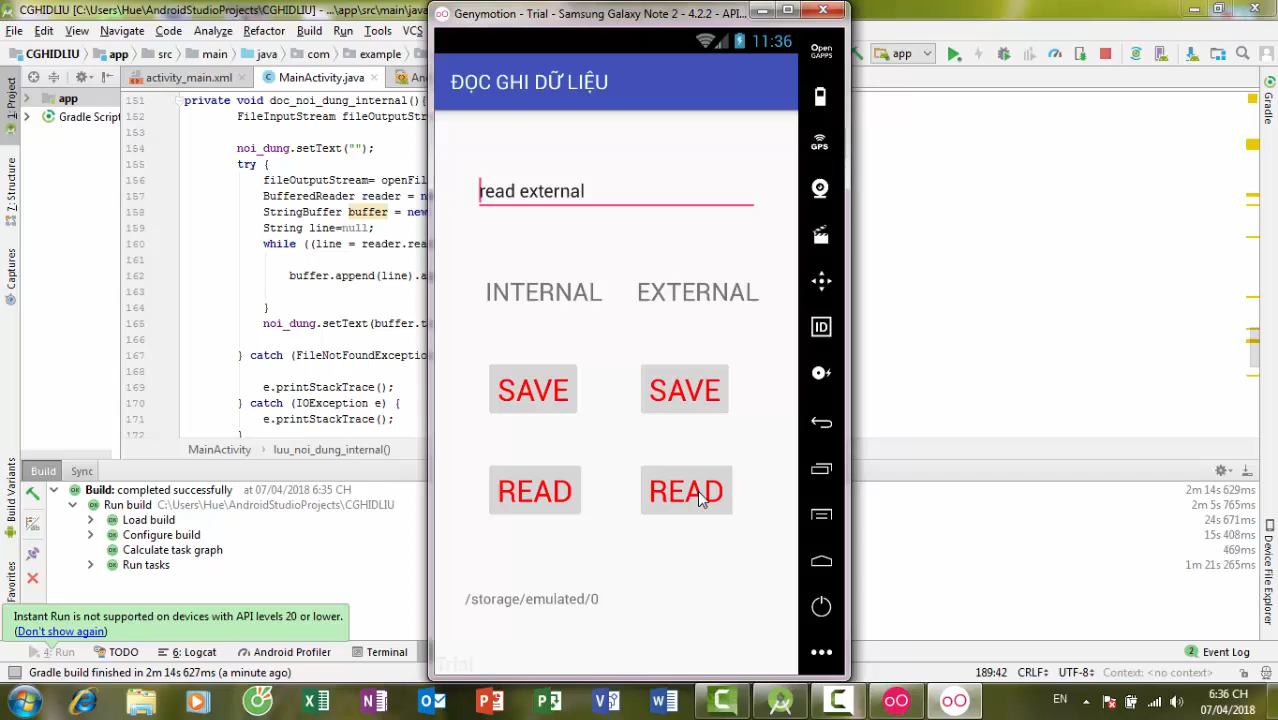 CGHIDLIU [C:\Users\Hue\AndroidStudioProjects\CGHIDLIU] - ...\app\src\main\java\com
Genymotion - Trial - Samsung Galaxy Note 2 - 4.2.2 - API...
File Edit View Navigate Code Analyze Refactor Build Run Tools VCS
CGHIDLIU app src main java com example
app
1: Project
app
Gradle Script
activity_main.xml
MainActivity.java
151 private void doc_noi_dung_internal(){
152 FileInputStream fileOutputStr
153
154 noi_dung.setText("");
155 try {
156 fileOutputStream= openFil
157 BufferedReader reader = n
158 StringBuffer buffer = new
159 String line=null;
160 while ((line = reader.rea
161
162 buffer.append(line).a
163
164 }
165 noi_dung.setText(buffer.t
166
167 } catch (FileNotFoundException
168
169 e.printStackTrace();
170 } catch (IOException e) {
171 e.printStackTrace();
172 }
MainActivity luu_noi_dung_internal()
Z: Structure
Captures
Build Variants
Favorites
Gradle
Device File Explorer
11:36
ĐỌC GHI DỮ LIỆU
read external
INTERNAL EXTERNAL
SAVE SAVE
READ READ
/storage/emulated/0
Trial
Open
GAPPS
GPS
ID
Build Sync
Build: completed successfully at 07/04/2018 6:35 CH 2m 14s 629ms
Run build C:\Users\Hue\AndroidStudioProjects\CGHIDLIU 2m 5s 765ms
Load build 24s 671ms
Configure build 15s 408ms
Calculate task graph 469ms
Run tasks 1m 21s 265ms
Instant Run is not supported on devices with API levels 20 or lower.
(Don't show again)
4: Run TODO 6: Logcat Android Profiler Terminal 2 Event Log
Gradle build finished in 2m 14s 627ms (a minute ago) 189:42 CRLF÷ UTF-8÷ Context: <no context>
EN 6:36 CH
07/04/2018